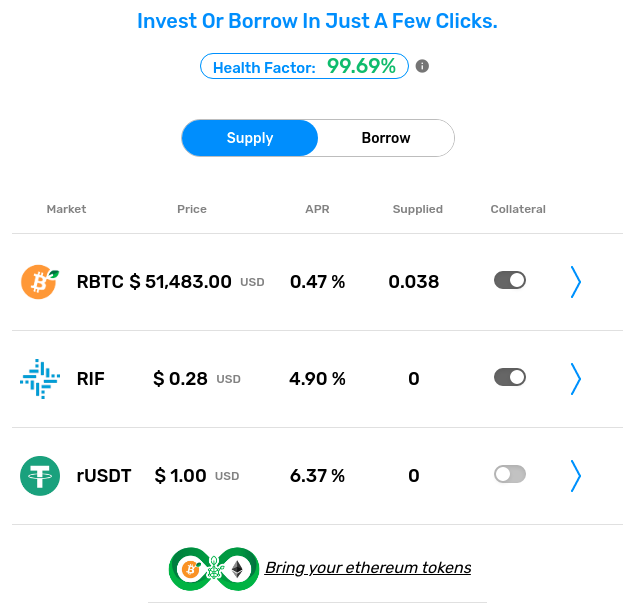 Invest Or Borrow In Just A Few Clicks.
Health Factor: 99.69%
Supply Borrow
Market Price APR Supplied Collateral
RBTC $ 51,483.00 USD 0.47 % 0.038
RIF $ 0.28 USD 4.90 % 0
rUSDT $ 1.00 USD 6.37 % 0
Bring your ethereum tokens